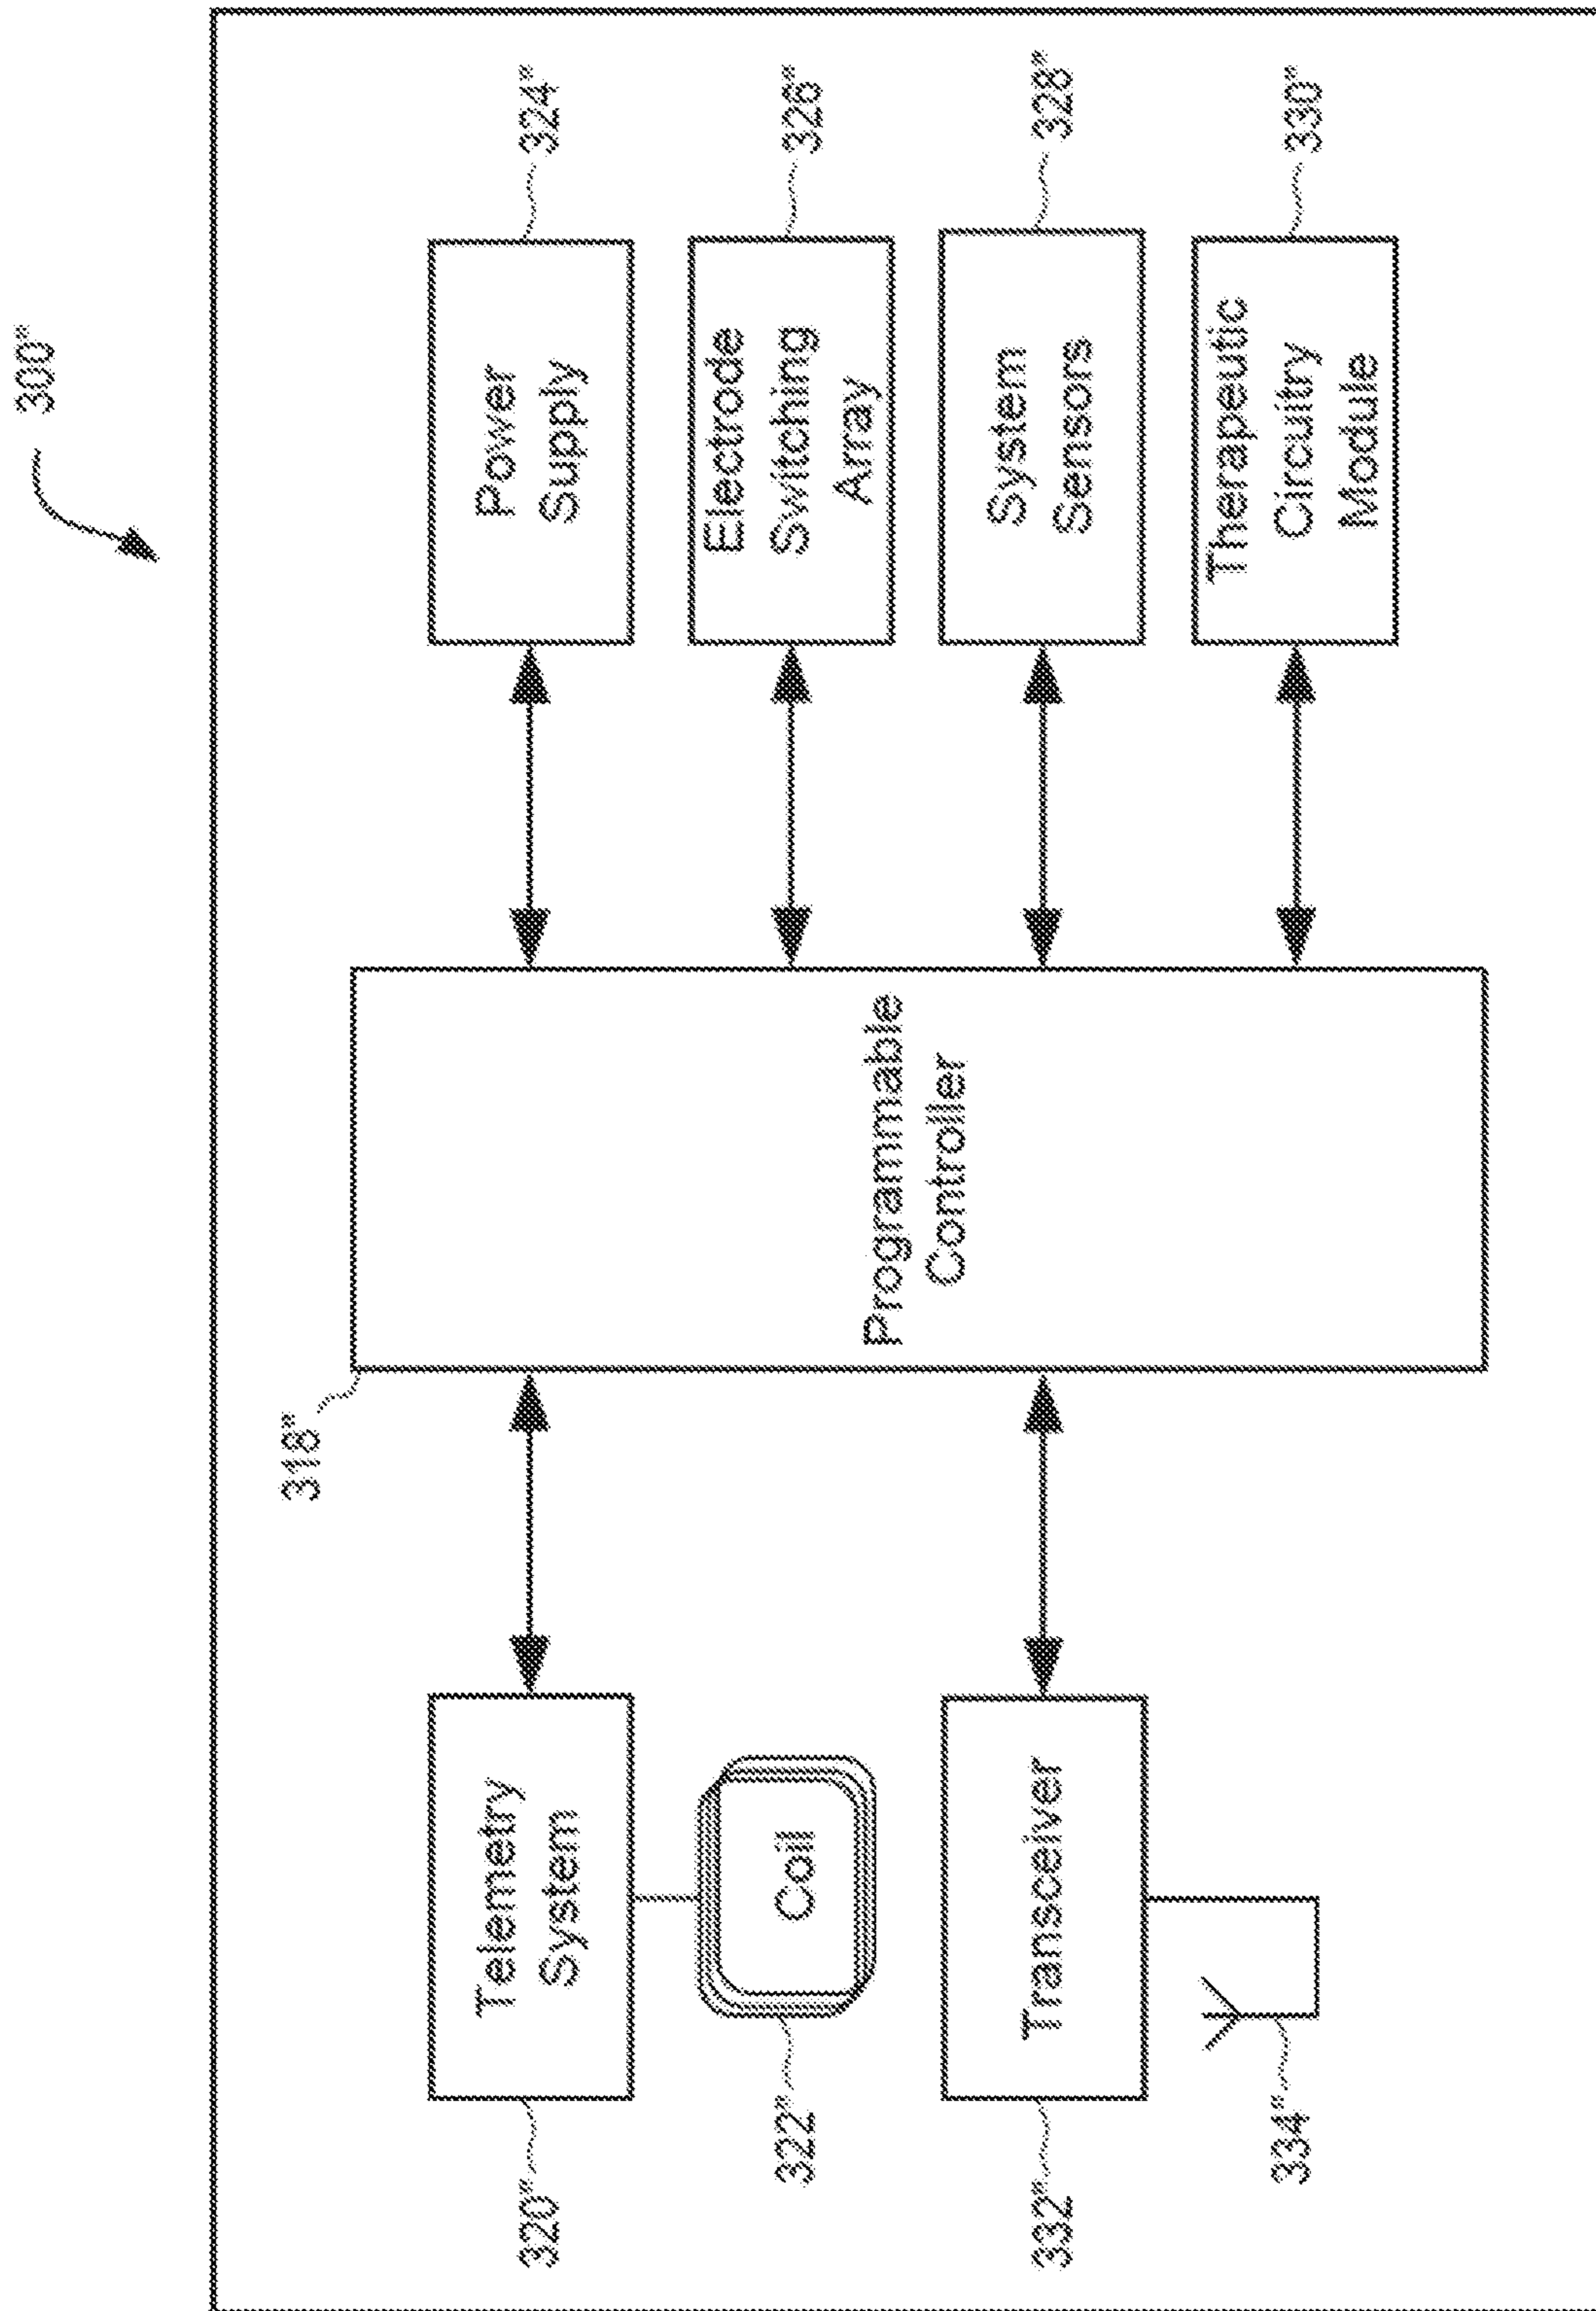 300"
318"
320"
Telemetry
System
Power
Supply
324"
322"
Coil
Programmable
Controller
Electrode
Switching
Array
326"
332"
Transceiver
System
Sensors
328"
334"
Therapeutic
Circuitry
Module
330"